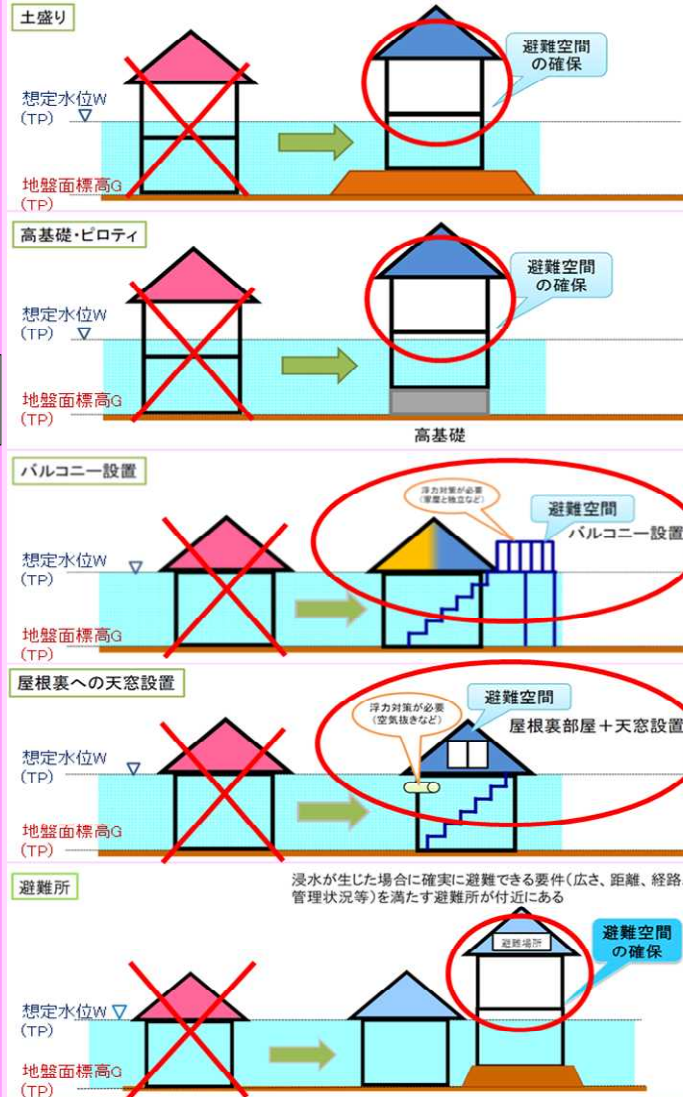 土盛り
避難空間
の確保
想定水位W
(TP)
地盤面標高G
(TP)
高基礎・ピロティ
避難空間
の確保
想定水位W
(TP)
地盤面標高G
(TP)
高基礎
バルコニー設置
浮力対策が必要
(家屋と独立など)
避難空間
バルコニー設置
想定水位W
(TP)
地盤面標高G
(TP)
屋根裏への天窓設置
浮力対策が必要
(空気抜きなど)
避難空間
屋根裏部屋＋天窓設置
想定水位W
(TP)
地盤面標高G
(TP)
避難所
浸水が生じた場合に確実に避難できる要件(広さ、距離、経路、
管理状況等)を満たす避難所が付近にある
避難場所
避難空間
の確保
想定水位W
(TP)
地盤面標高G
(TP)